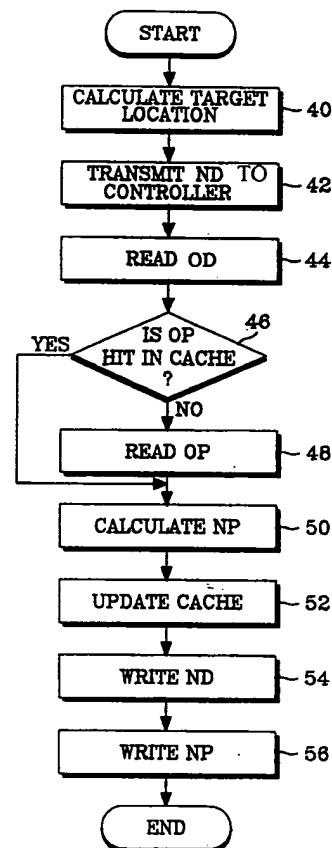 START
CALCULATE TARGET
LOCATION
40
TRANSMIT ND TO
CONTROLLER
42
READ OD
44
46
IS OP
HIT IN CACHE
?
YES
NO
READ OP
48
CALCULATE NP
50
UPDATE CACHE
52
WRITE ND
54
WRITE NP
56
END